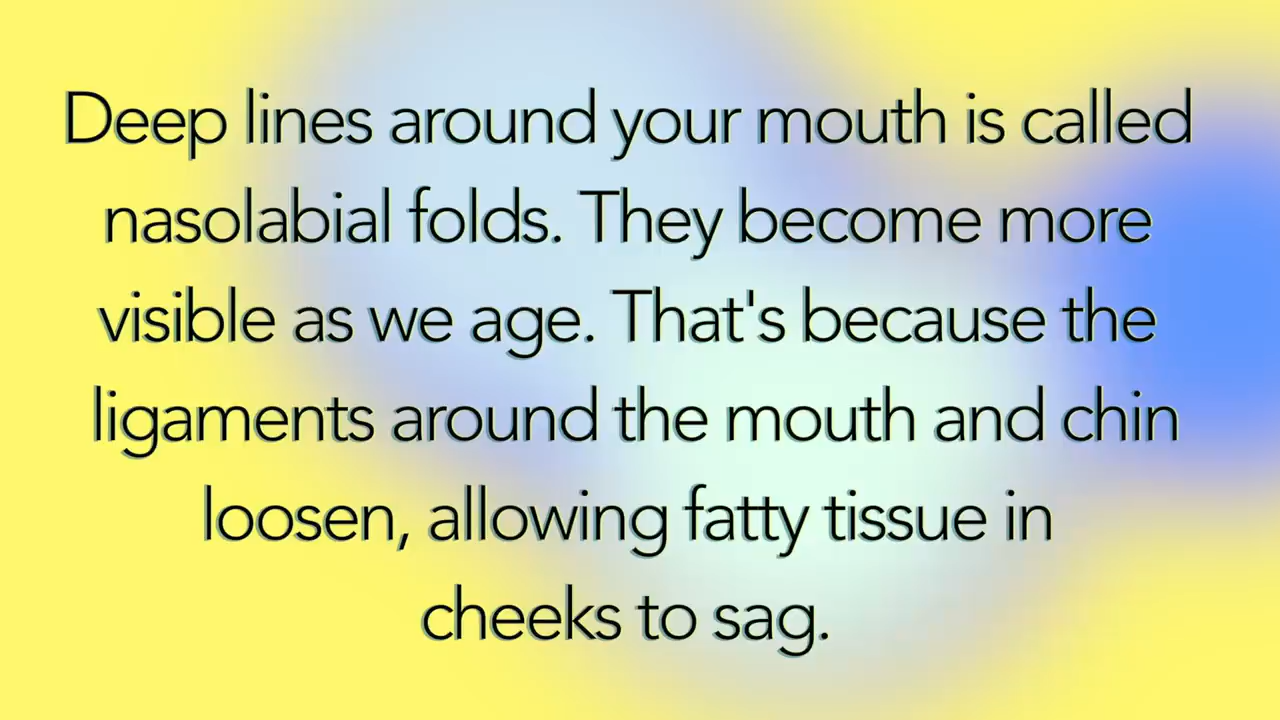 Deep lines around your mouth is called
nasolabial folds. They become more
visible as we age. That's because the
ligaments around the mouth and chin
loosen, allowing fatty tissue in
cheeks to sag.